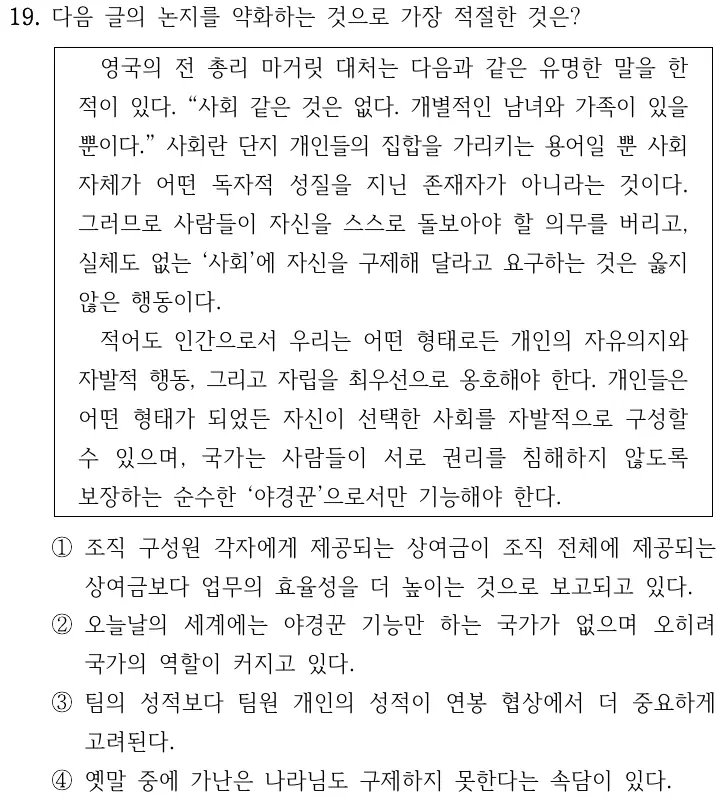 19. 다음 글의 논지를 약화하는 것으로 가장 적절한 것은?
영국의 전 총리 마거릿 대처는 다음과 같은 유명한 말을 한
적이 있다. “사회 같은 것은 없다. 개별적인 남녀와 가족이 있을
뿐이다.” 사회란 단지 개인들의 집합을 가리키는 용어일 뿐 사회
자체가 어떤 독자적 성질을 지닌 존재자가 아니라는 것이다.
그러므로 사람들이 자신을 스스로 돌보아야 할 의무를 버리고,
실체도 없는 ‘사회’에 자신을 구제해 달라고 요구하는 것은 옳지
않은 행동이다.
적어도 인간으로서 우리는 어떤 형태로든 개인의 자유의지와
자발적 행동, 그리고 자립을 최우선으로 옹호해야 한다. 개인들은
어떤 형태가 되었든 자신이 선택한 사회를 자발적으로 구성할
수 있으며, 국가는 사람들이 서로 권리를 침해하지 않도록
보장하는 순수한 ‘야경꾼’으로서만 기능해야 한다.
① 조직 구성원 각자에게 제공되는 상여금이 조직 전체에 제공되는
상여금보다 업무의 효율성을 더 높이는 것으로 보고되고 있다.
② 오늘날의 세계에는 야경꾼 기능만 하는 국가가 없으며 오히려
국가의 역할이 커지고 있다.
③ 팀의 성적보다 팀원 개인의 성적이 연봉 협상에서 더 중요하게
고려된다.
④ 옛말 중에 가난은 나라님도 구제하지 못한다는 속담이 있다.